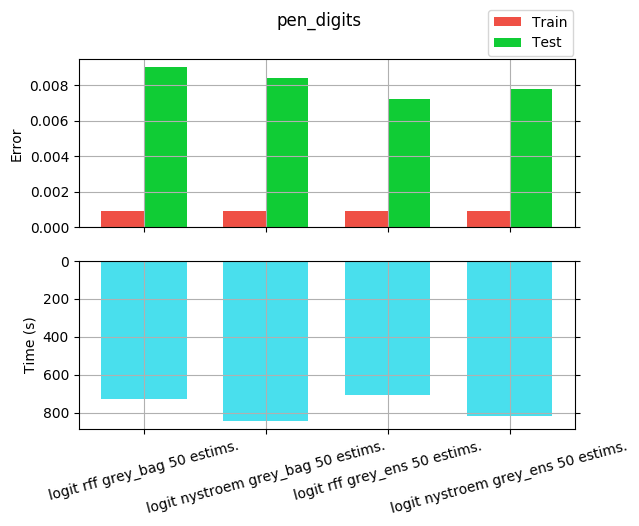 pen_digits
Train
Test
Error
0.008
0.006
0.004
0.002
0.000
Time (s)
0
200
400
600
800
logit rff grey_bag 50 estims.
logit nystroem grey_bag 50 estims.
logit rff grey_ens 50 estims.
logit nystroem grey_ens 50 estims.